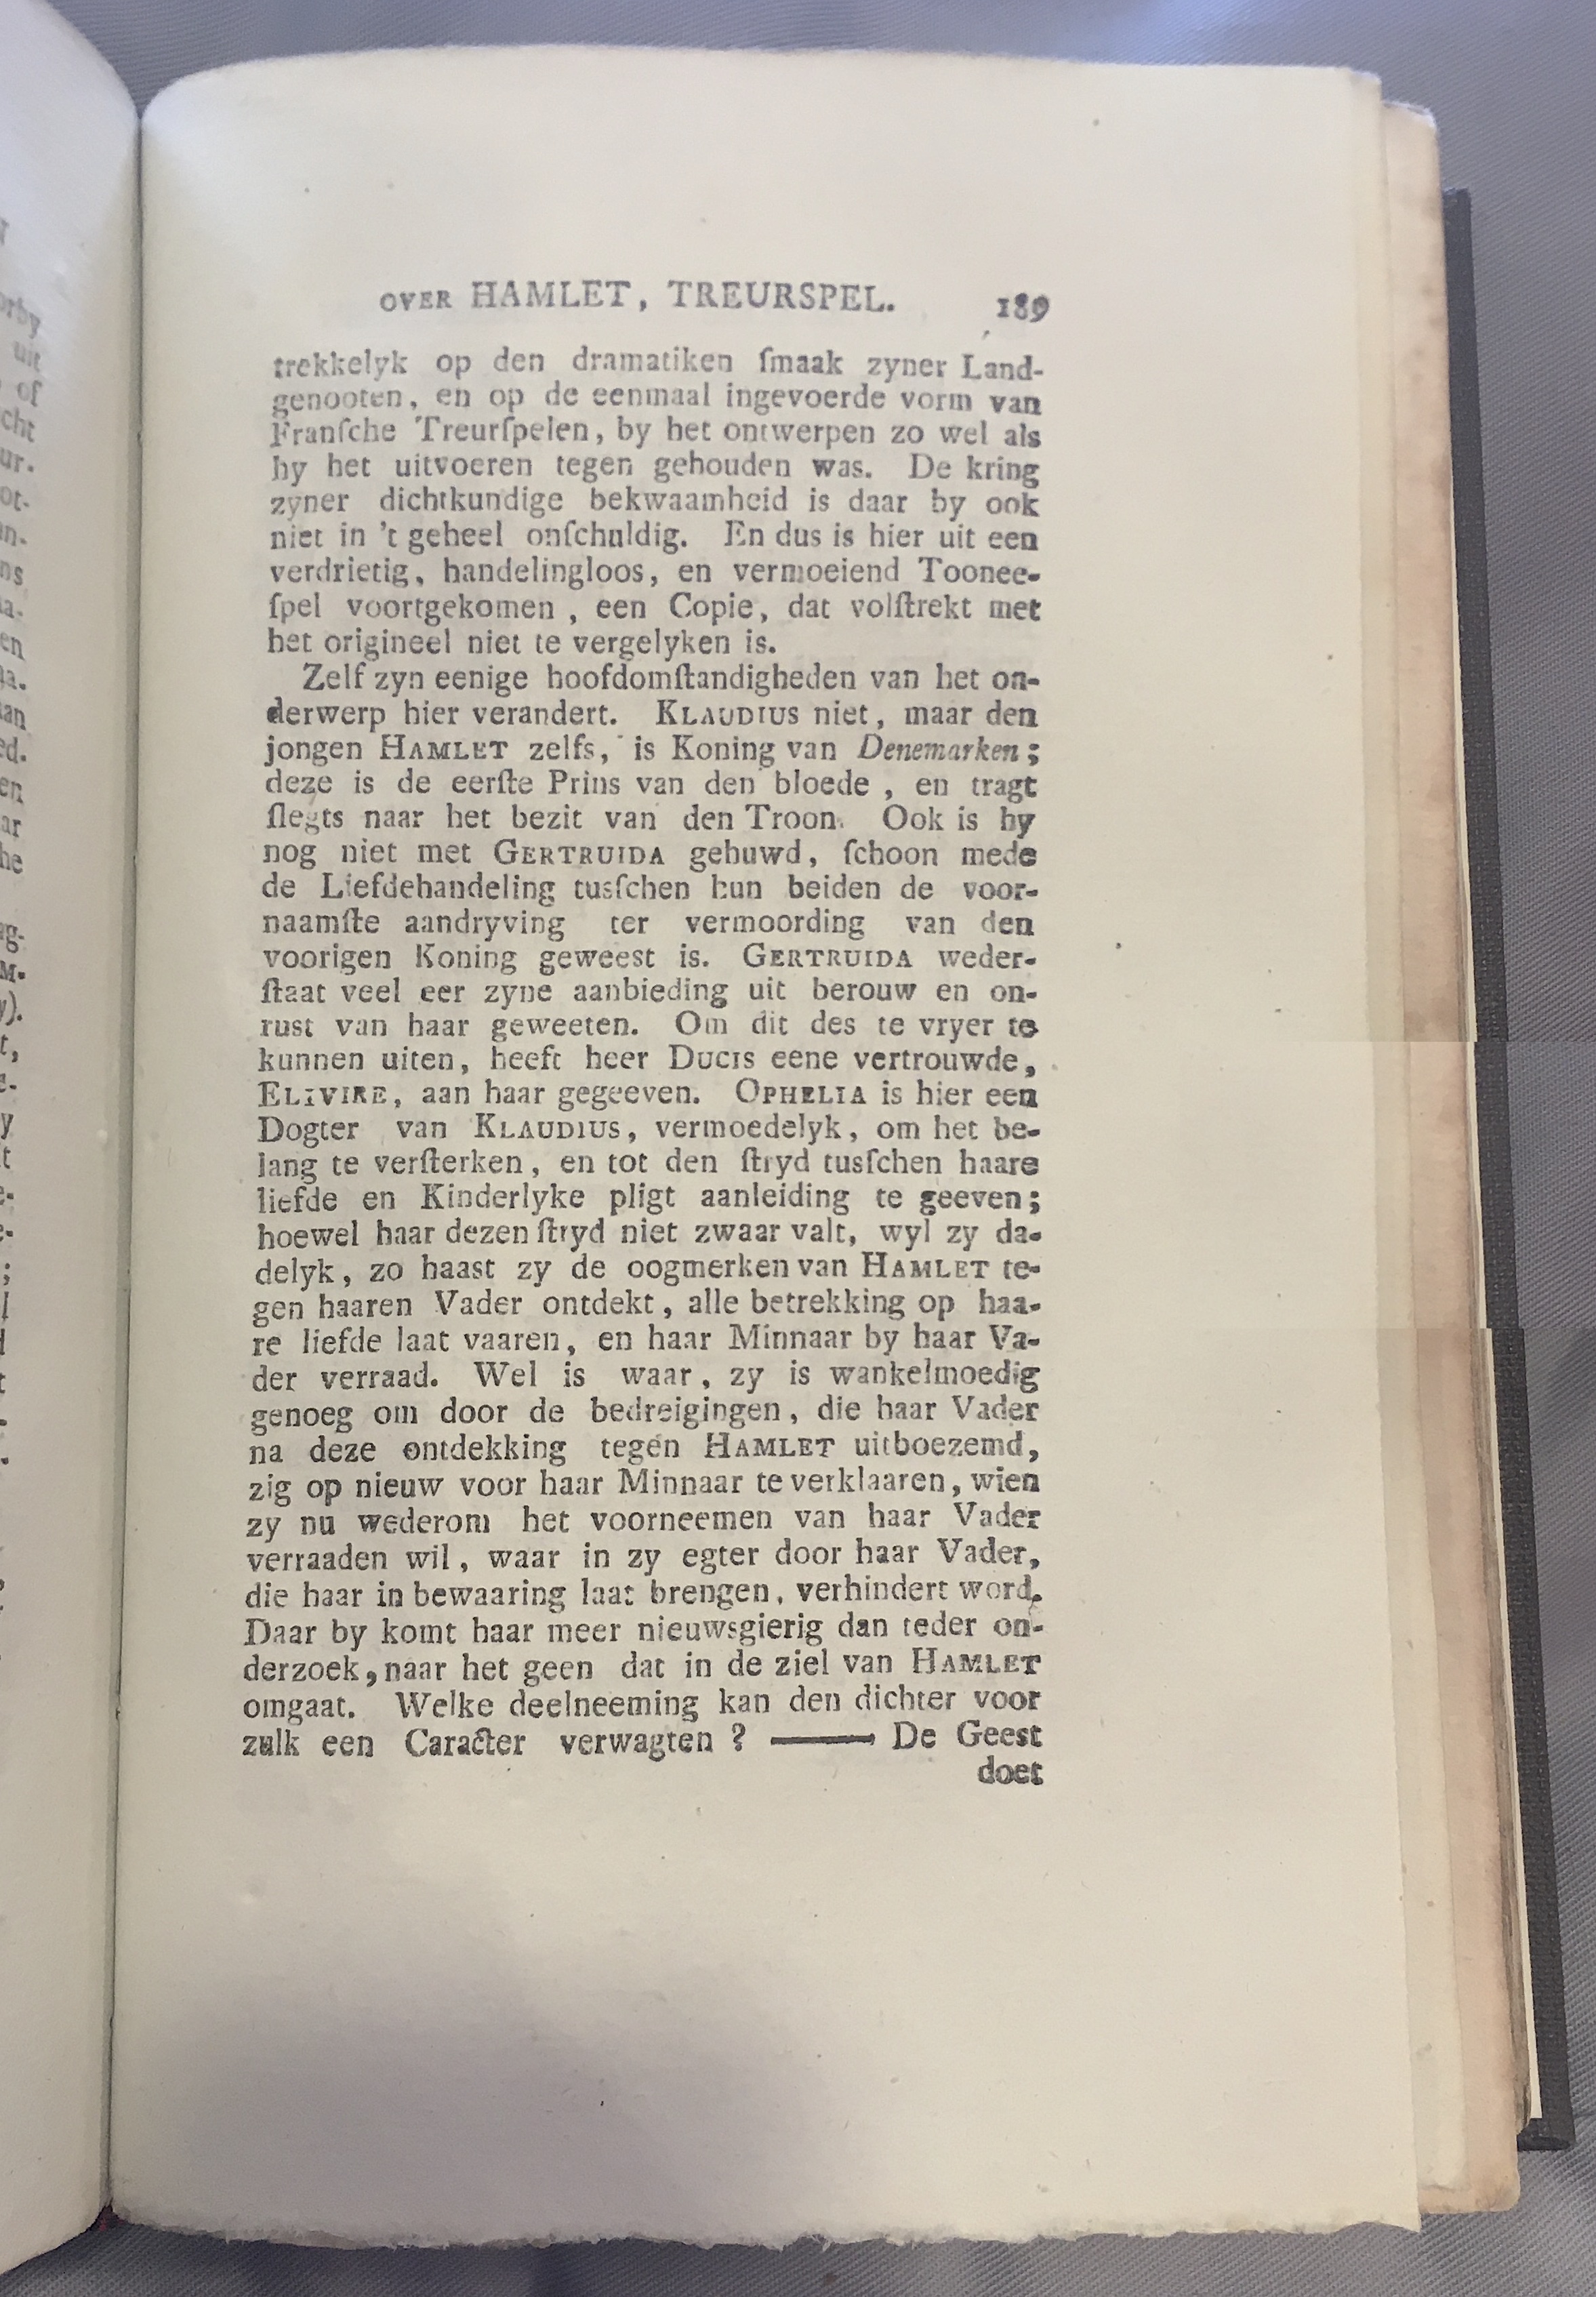 OVER HAMLET, TREURSPEL. 189
trekkelyk op den dramatiken ſmaak zyner Land-
genooten, en op de eenmaal ingevoerde vorm van
Franſche Treurſpelen, by het ontwerpen zo wel als
hy het uitvoeren tegen gehouden was. De kring
zyner dichtkundige bekwaamheid is daar by ook
niet in 't geheel onſchuldig. En dus is hier uit een
verdrietig, handelingloos, en vermoeiend Toonee-
ſpel voortgekomen, een Copie, dat volſtrekt met
het origineel niet te vergelyken is.
Zelf zyn eenige hoofdomſtandigheden van het on-
derwerp hier verandert. KLAUDIUS niet, maar den
jongen HAMLET zelfs, is Koning van Denemarken;
deze is de eerſte Prins van den bloede, en tragt
ſlegts naar het bezit van den Troon. Ook is hy
nog niet met GERTRUIDA gehuwd, ſchoon mede
de Liefdehandeling tusſchen hun beiden de voor-
naamſte aandryving ter vermoording van den
voorigen Koning geweest is. GERTRUIDA weder-
ſtaat veel eer zyne aanbieding uit berouw en on-
rust van haar geweeten. Om dit des te vryer te
kunnen uiten, heeft heer DUCIS eene vertrouwde,
ELIVIRE, aan haar gegeeven. OPHELIA is hier een
Dogter van KLAUDIUS, vermoedelyk, om het be-
lang te verſterken, en tot den ſtryd tusſchen haare
liefde en Kinderlyke pligt aanleiding te geeven;
hoewel haar dezen ſtryd niet zwaar valt, wyl zy da-
delyk, zo haast zy de oogmerken van HAMLET te-
gen haaren Vader ontdekt, alle betrekking op haa-
re liefde laat vaaren, en haar Minnaar by haar Va-
der verraad. Wel is waar, zy is wankelmoedig
genoeg om door de bedreigingen, die haar Vader
na deze ontdekking tegen HAMLET uitboezemd,
zig op nieuw voor haar Minnaar te verklaaren, wien
zy nu wederom het voorneemen van haar Vader
verraaden wil, waar in zy egter door haar Vader,
die haar in bewaaring laat brengen, verhindert word.
Daar by komt haar meer nieuwsgierig dan teder on-
derzoek, naar het geen dat in de ziel van HAMLET
omgaat. Welke deelneeming kan den dichter voor
zulk een Caracter verwagten? —— De Geest
doet